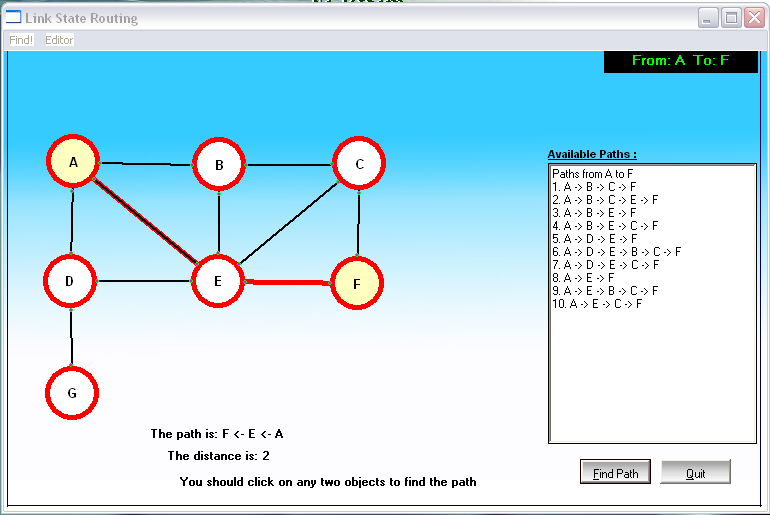 Link State Routing
Find! Editor
From: A To: F
A
B
C
D
E
F
G
Available Paths :
Paths from A to F
1. A -> B -> C -> F
2. A -> B -> C -> E -> F
3. A -> B -> E -> F
4. A -> B -> E -> C -> F
5. A -> D -> E -> F
6. A -> D -> E -> B -> C -> F
7. A -> D -> E -> C -> F
8. A -> E -> F
9. A -> E -> B -> C -> F
10. A -> E -> C -> F
The path is: F <- E <- A
The distance is: 2
You should click on any two objects to find the path
Find Path
Quit